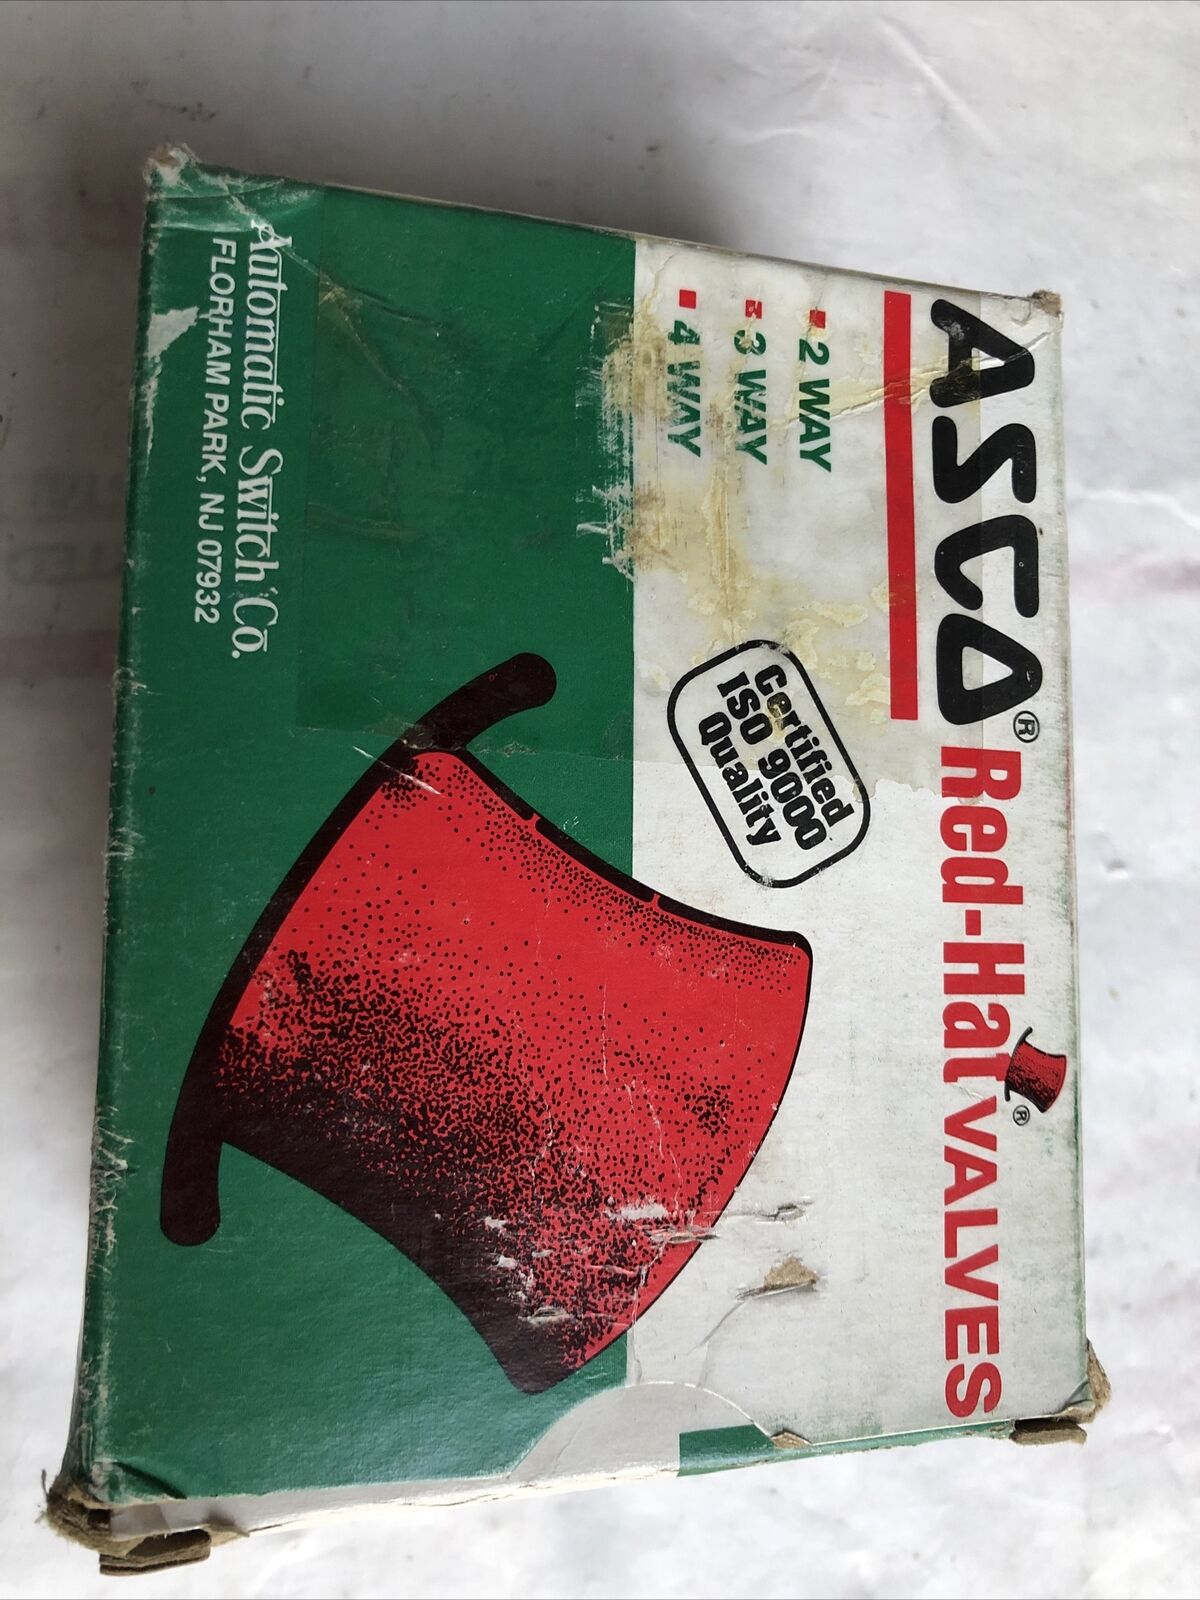 ASCO® Red-Hat® VALVES
2 WAY
3 WAY
4 WAY
Certified
ISO 9000
Quality
Automatic Switch Co.
FLORHAM PARK, NJ 07932